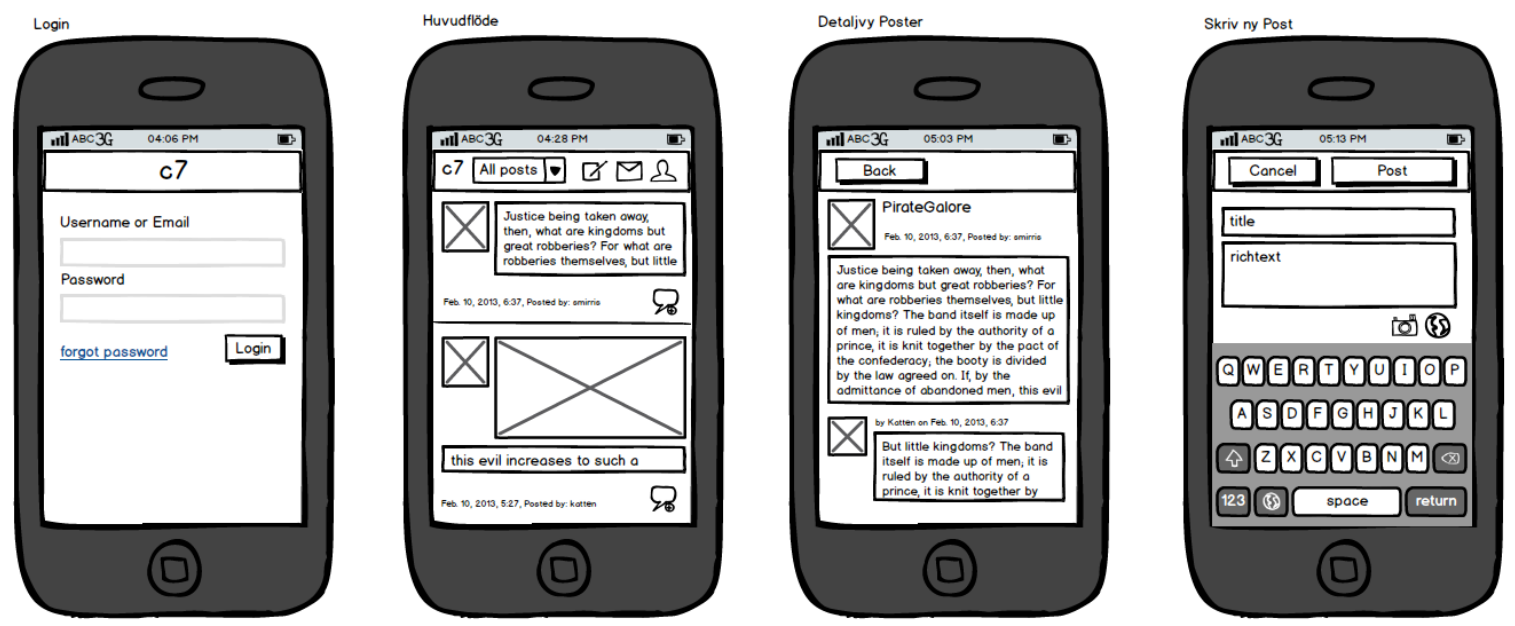 Login
ABC 3G 04:06 PM
c7
Username or Email
Password
forgot password Login
Huvudflöde
ABC 3G 04:28 PM
c7 All posts
Justice being taken away,
then, what are kingdoms but
great robberies? For what are
robberies themselves, but little
Feb. 10, 2013, 6:37, Posted by: smirris
this evil increases to such a
Feb. 10, 2013, 5:27, Posted by: katten
Detaljvy Poster
ABC 3G 05:03 PM
Back
PirateGalore
Feb. 10, 2013, 6:37, Posted by: smirris
Justice being taken away, then, what
are kingdoms but great robberies? For
what are robberies themselves, but little
kingdoms? The band itself is made up
of men; it is ruled by the authority of a
prince, it is knit together by the pact of
the confederacy; the booty is divided
by the law agreed on. If, by the
admittance of abandoned men, this evil
by Katten on Feb. 10, 2013, 6:37
But little kingdoms? The band
itself is made up of men; it is
ruled by the authority of a
prince, it is knit together by
Skriv ny Post
ABC 3G 05:13 PM
Cancel Post
title
richtext
Q W E R T Y U I O P
A S D F G H J K L
Z X C V B N M
123 space return